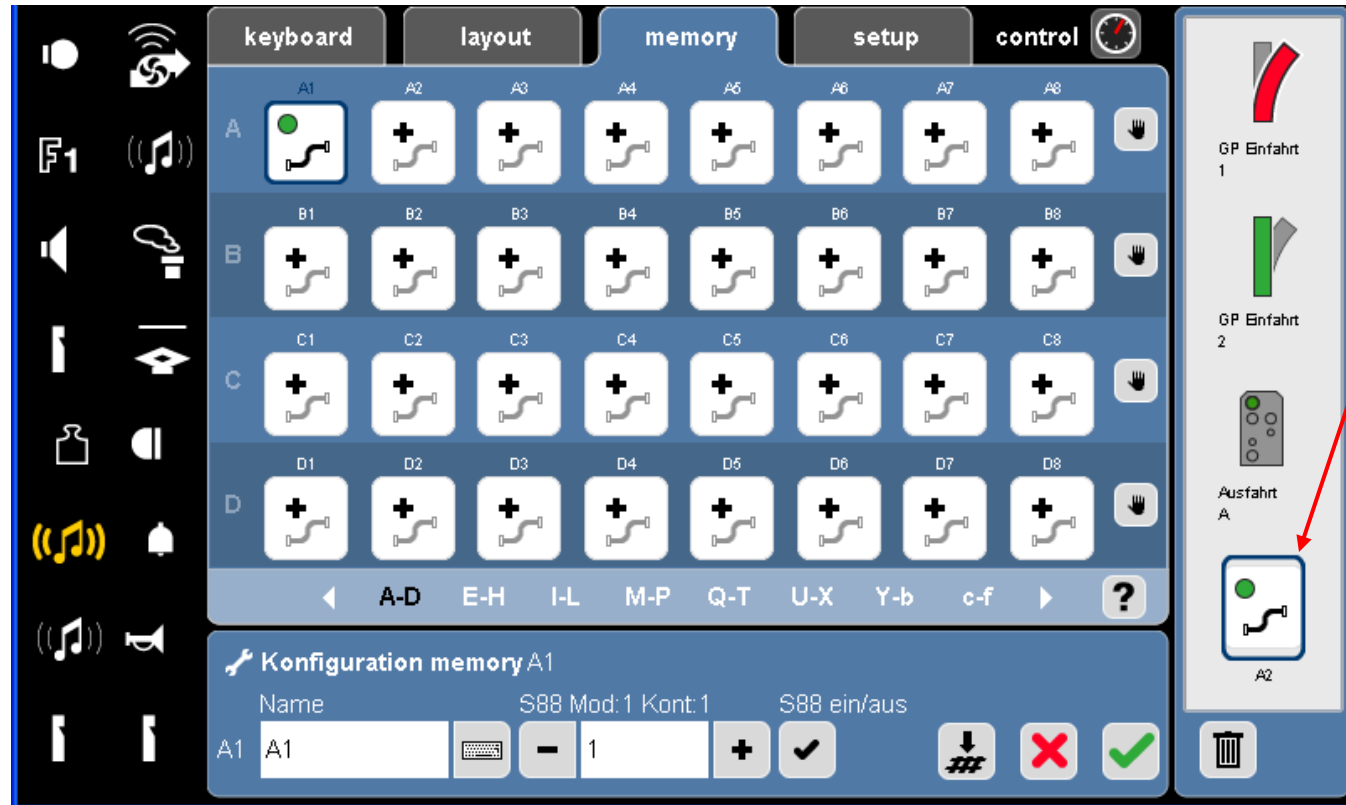 keyboard layout memory setup control
A1 A2 A3 A4 A5 A6 A7 A8
A
B1 B2 B3 B4 B5 B6 B7 B8
B
C1 C2 C3 C4 C5 C6 C7 C8
C
D1 D2 D3 D4 D5 D6 D7 D8
D
A-D E-H I-L M-P Q-T U-X Y-b c-f ?
Konfiguration memory A1
Name S88 Mod:1 Kont:1 S88 ein/aus
A1 A1 1
F1
GP Einfahrt
1
GP Einfahrt
2
Ausfahrt
A
A2